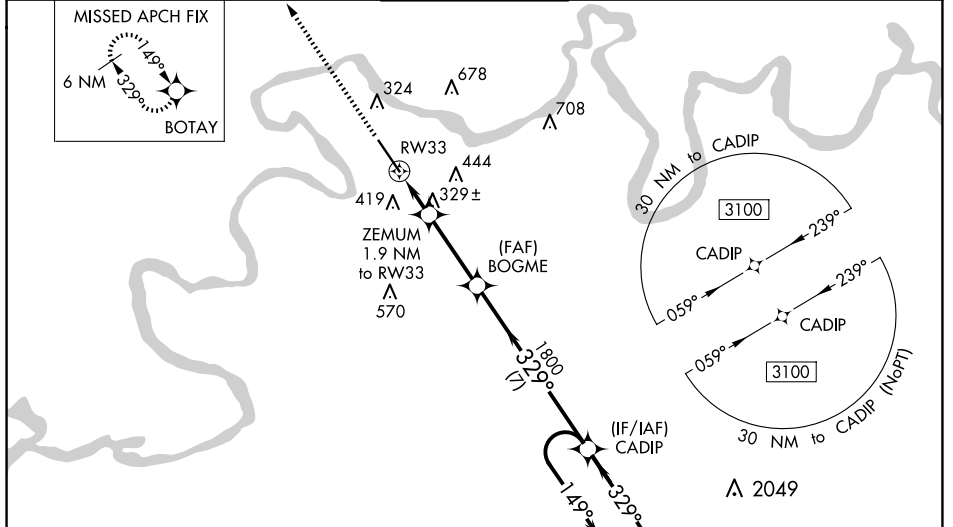 MISSED APCH FIX
149°
6 NM
329°
BOTAY
324
678
708
RW33
444
419
329±
ZEMUM
1.9 NM
to RW33
570
(FAF)
BOGME
1800
329°
(7)
(IF/IAF)
CADIP
149°
329°
30 NM to CADIP
3100
239°
CADIP
059°
239°
CADIP
059°
3100
30 NM to CADIP (NoPT)
2049